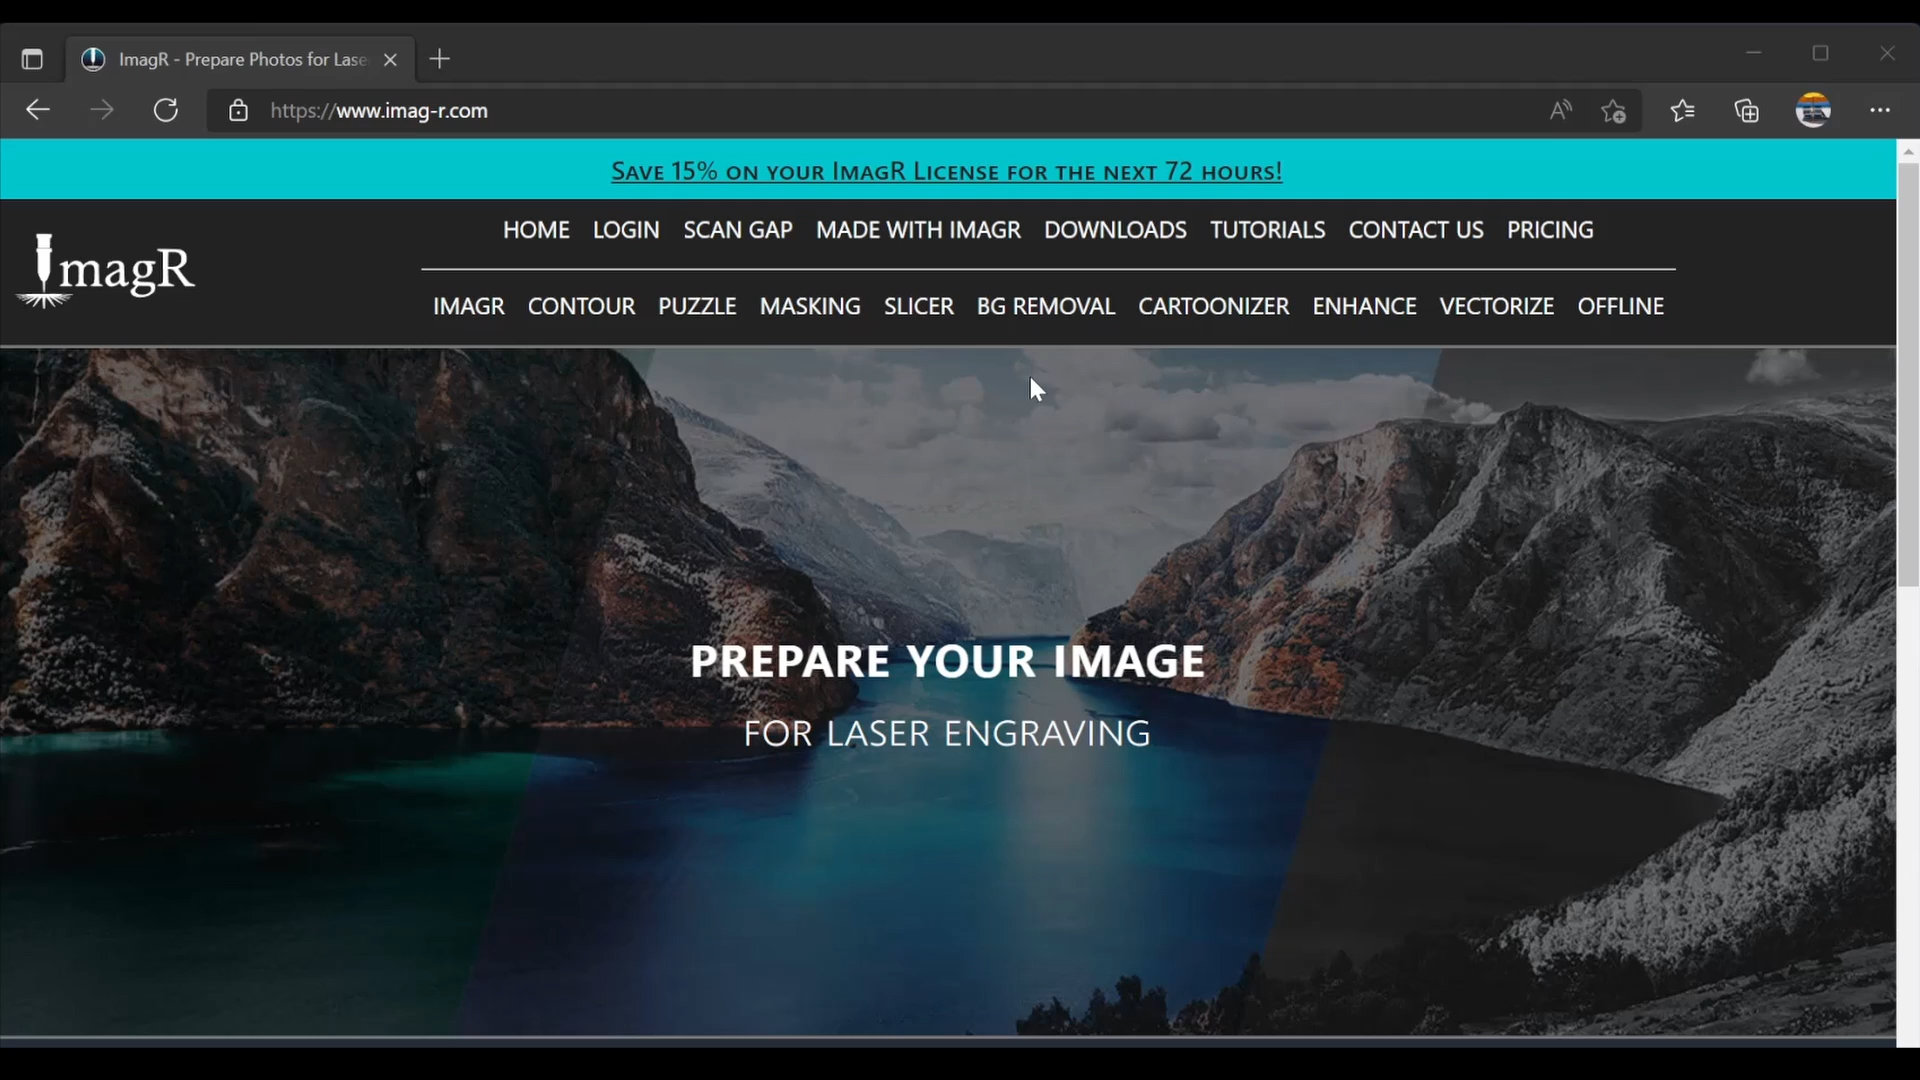 ImagR - Prepare Photos for Lase
https://www.imag-r.com
Save 15% on your ImagR License for the next 72 hours!
ImagR
HOME LOGIN SCAN GAP MADE WITH IMAGR DOWNLOADS TUTORIALS CONTACT US PRICING
IMAGR CONTOUR PUZZLE MASKING SLICER BG REMOVAL CARTOONIZER ENHANCE VECTORIZE OFFLINE
PREPARE YOUR IMAGE
FOR LASER ENGRAVING